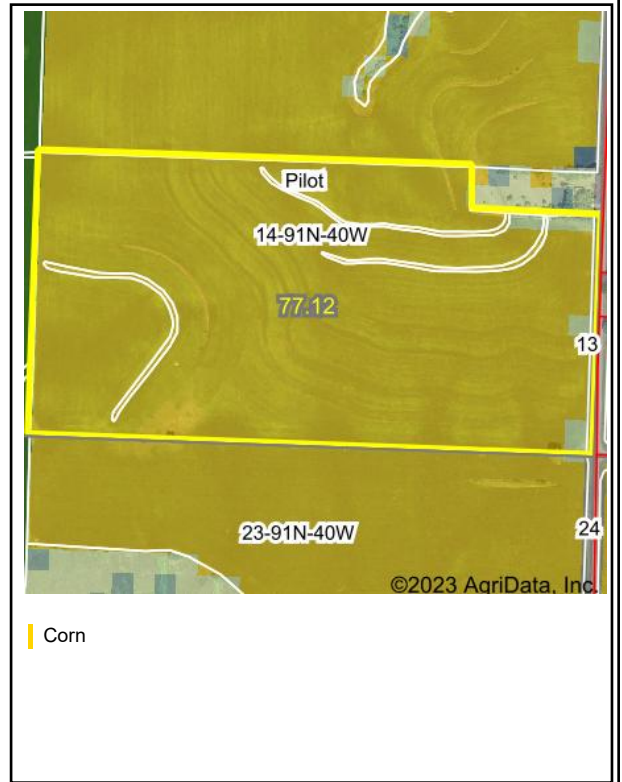 Pilot
14-91N-40W
77.12
13
23-91N-40W
24
©2023 AgriData, Inc.
Corn